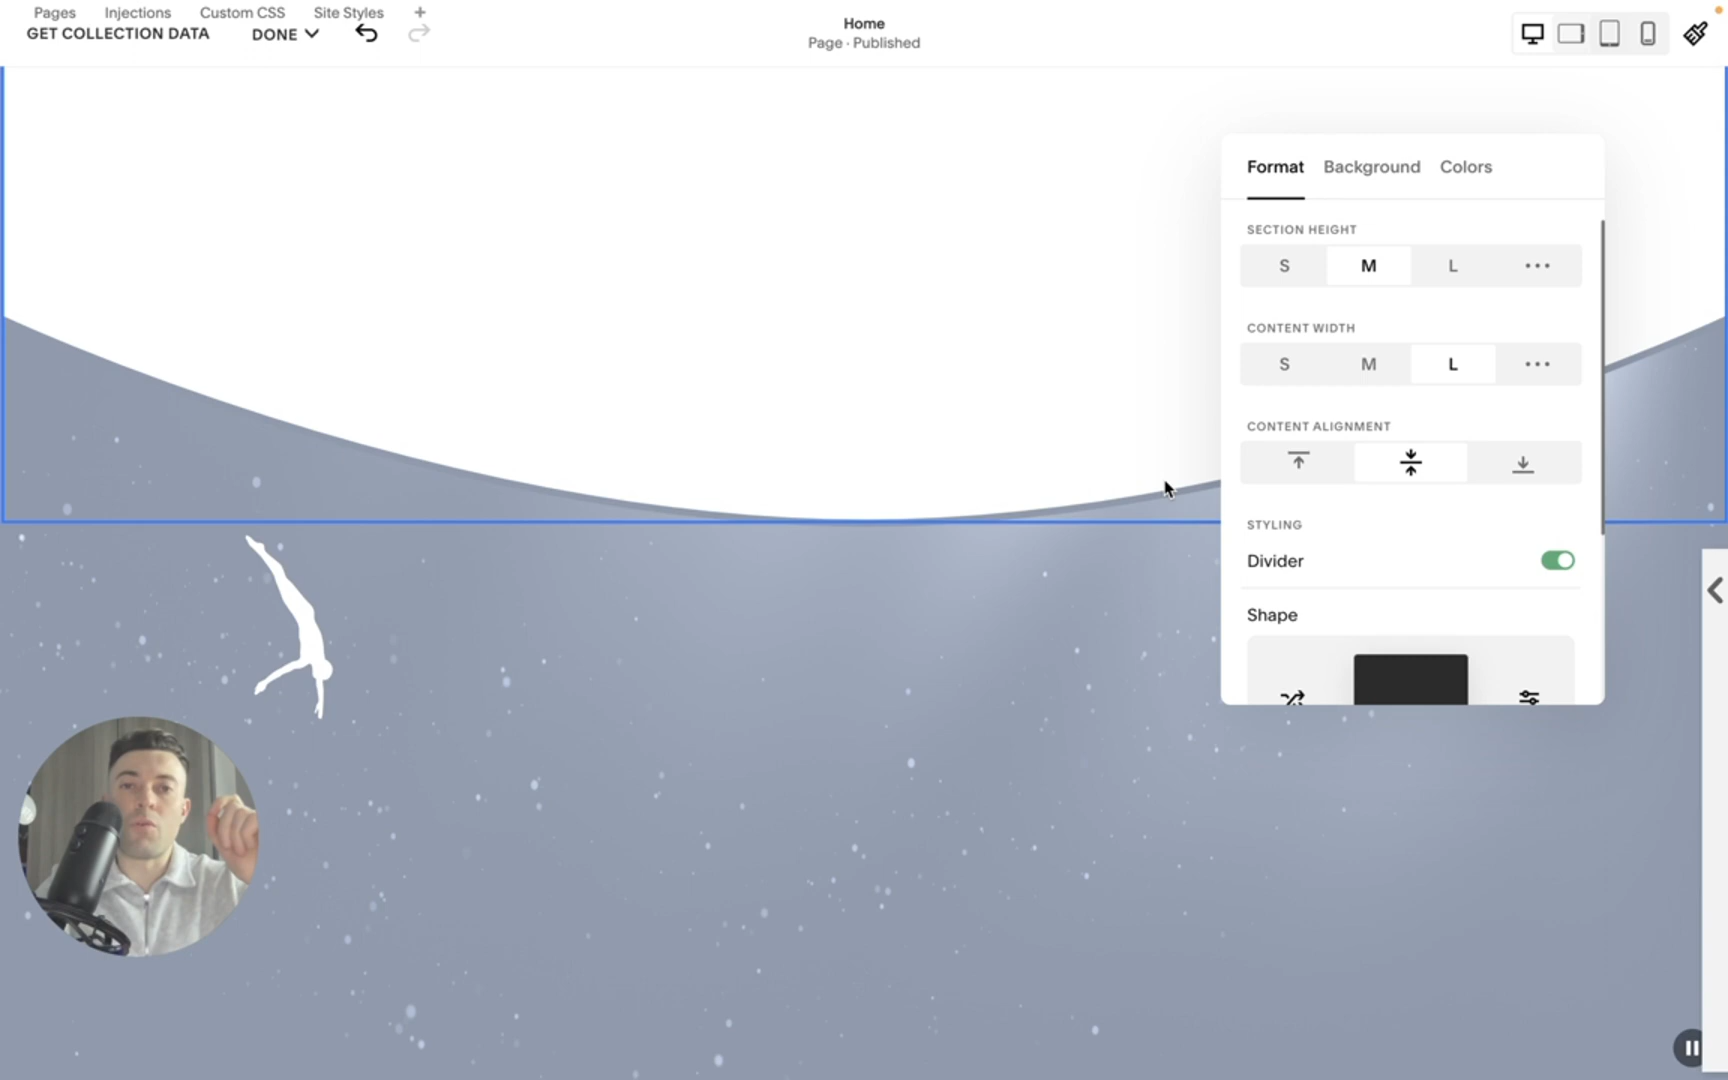 Pages Injections Custom CSS Site Styles +
GET COLLECTION DATA DONE
Home
Page · Published
Format Background Colors
SECTION HEIGHT
S M L ...
CONTENT WIDTH
S M L ...
CONTENT ALIGNMENT
STYLING
Divider
Shape